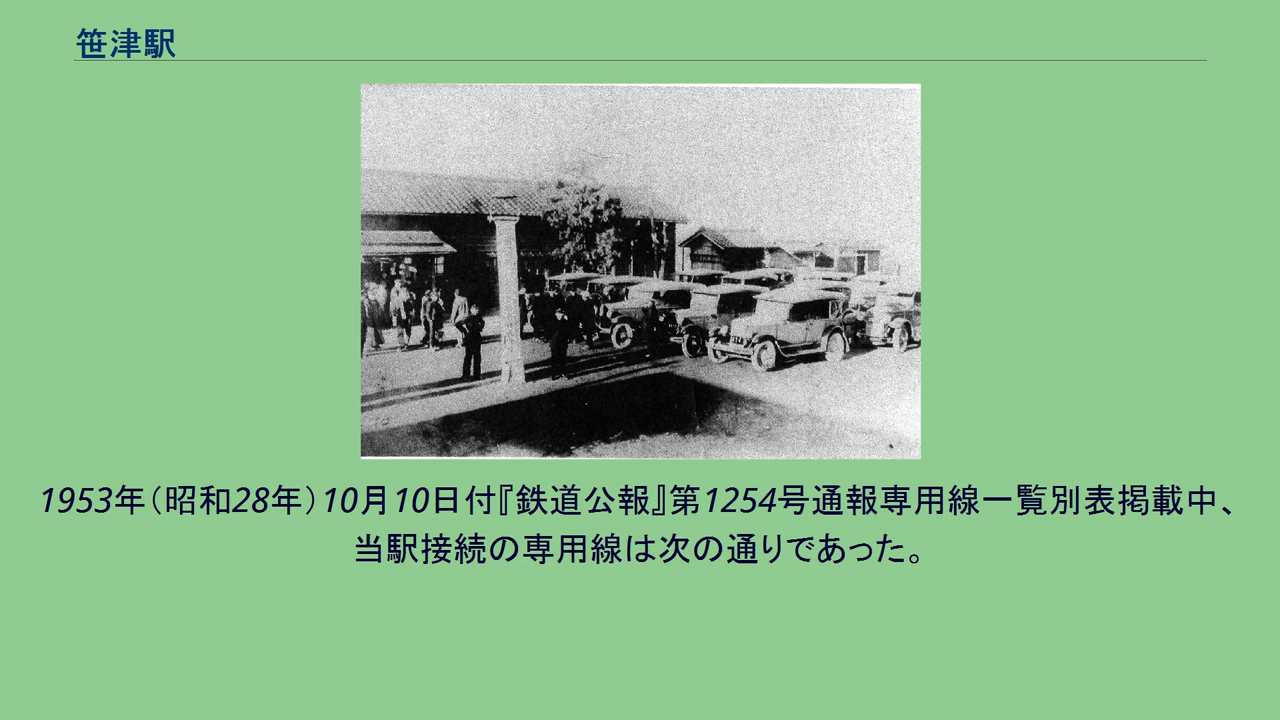 笹津駅
1953年（昭和28年）10月10日付『鉄道公報』第1254号通報専用線一覧別表掲載中、
当駅接続の専用線は次の通りであった。